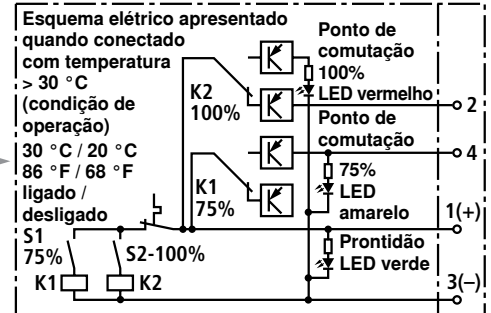 Esquema elétrico apresentado
quando conectado
com temperatura
> 30 °C
(condição de
operação)
30 °C / 20 °C
86 °F / 68 °F
ligado /
desligado
Ponto de
comutação
100%
LED vermelho
K2
100%
2
Ponto de
comutação
4
75%
LED
amarelo
K1
75%
1(+)
S1
75%
S2-100%
Prontidão
LED verde
K1
K2
3(–)